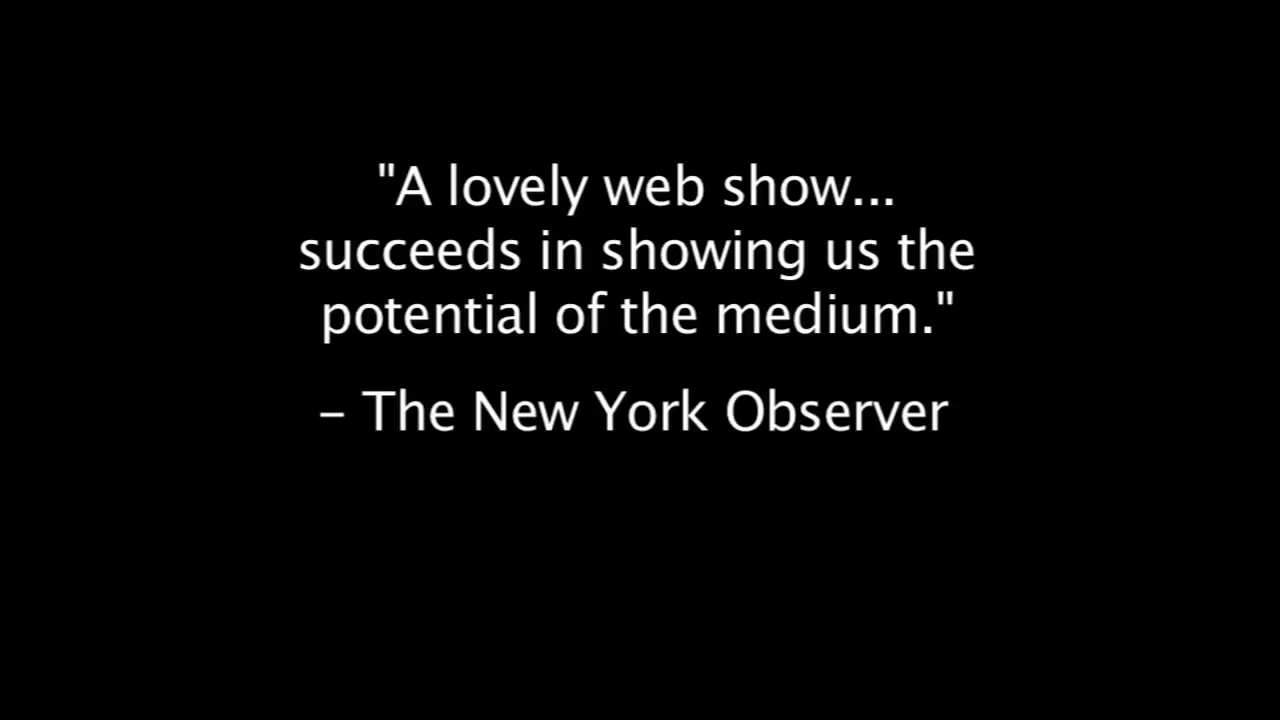 "A lovely web show...
succeeds in showing us the
potential of the medium."
– The New York Observer